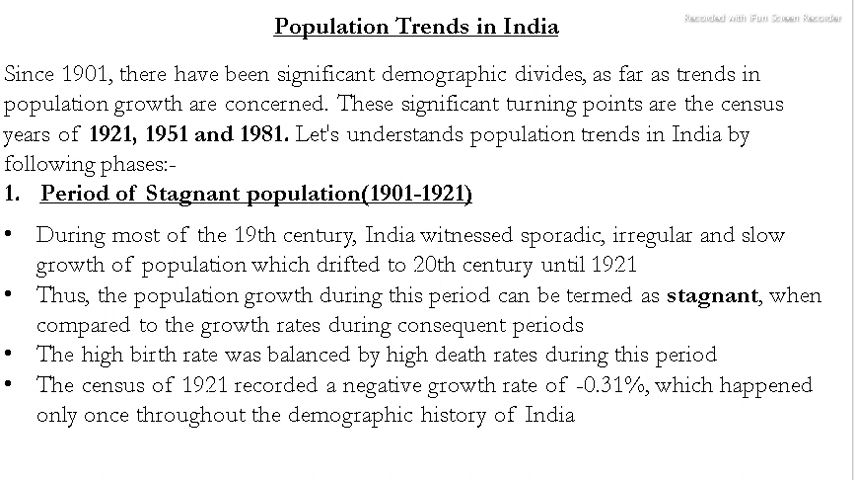 Population Trends in India
Recorded with iFun Screen Recorder
Since 1901, there have been significant demographic divides, as far as trends in
population growth are concerned. These significant turning points are the census
years of 1921, 1951 and 1981. Let's understands population trends in India by
following phases:-
1. Period of Stagnant population(1901-1921)
• During most of the 19th century, India witnessed sporadic, irregular and slow
growth of population which drifted to 20th century until 1921
• Thus, the population growth during this period can be termed as stagnant, when
compared to the growth rates during consequent periods
• The high birth rate was balanced by high death rates during this period
• The census of 1921 recorded a negative growth rate of -0.31%, which happened
only once throughout the demographic history of India